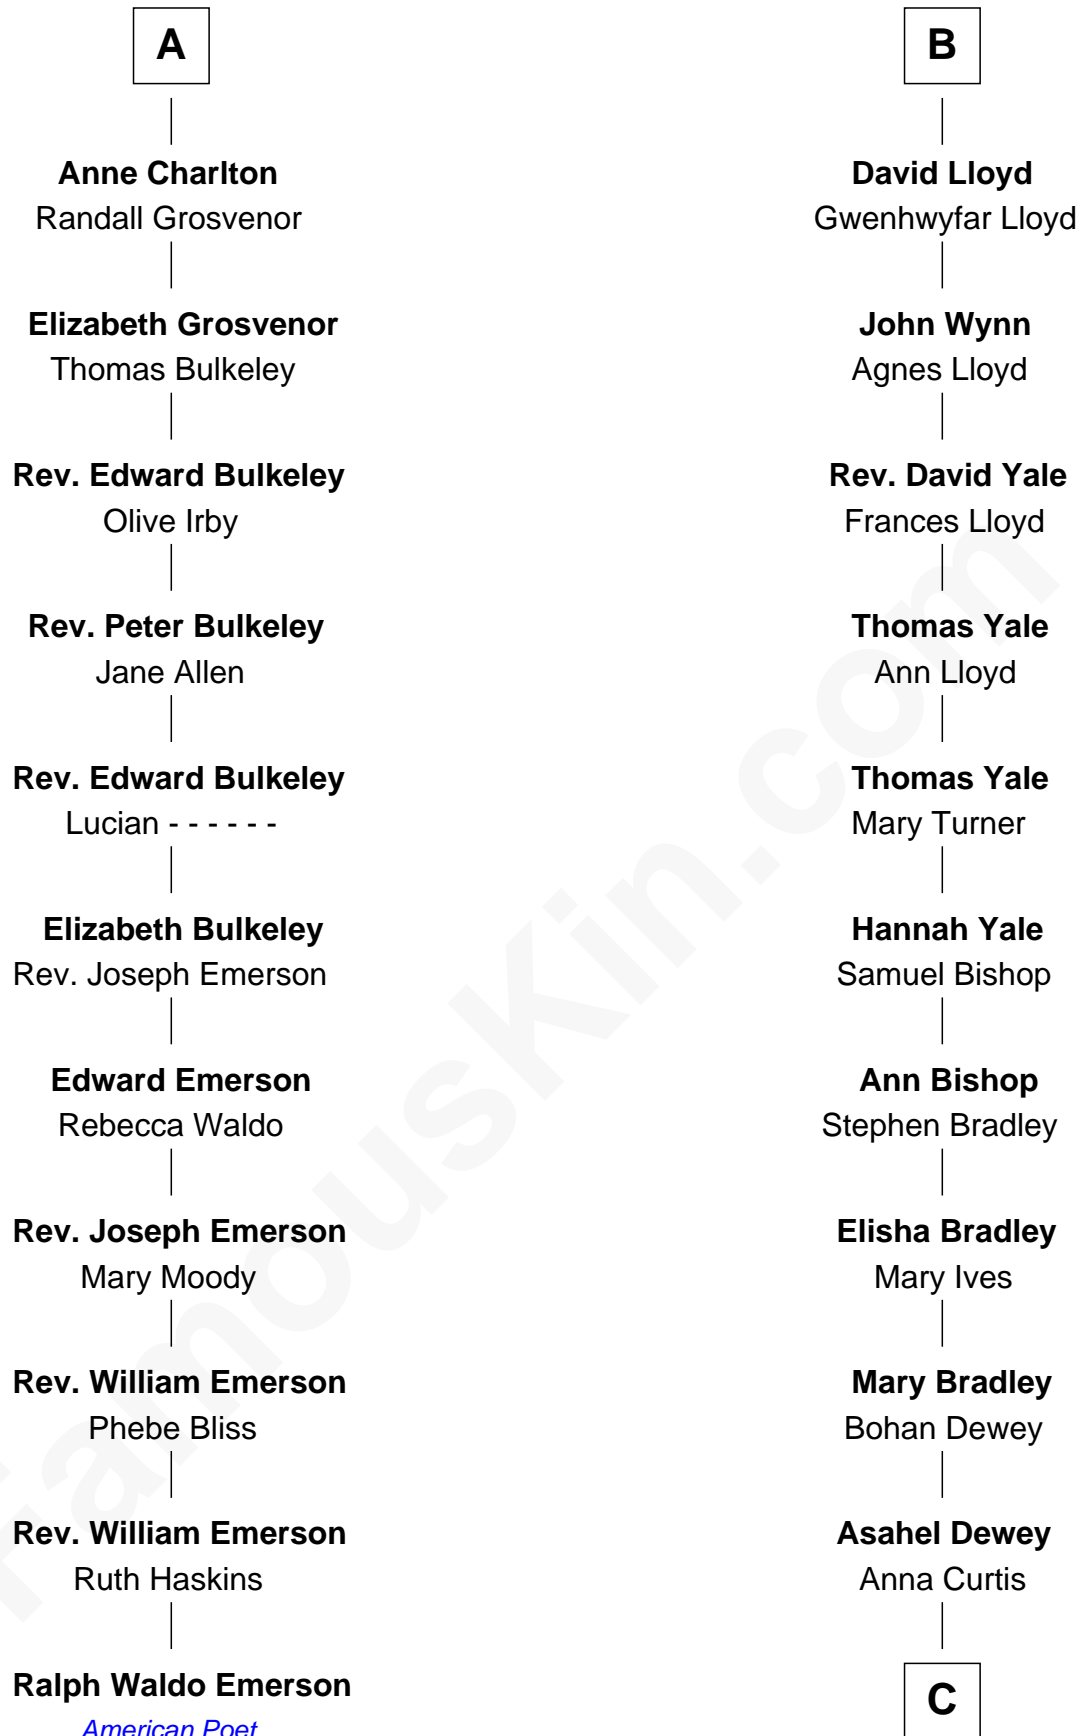 A
Anne Charlton
Randall Grosvenor
Elizabeth Grosvenor
Thomas Bulkeley
Rev. Edward Bulkeley
Olive Irby
Rev. Peter Bulkeley
Jane Allen
Rev. Edward Bulkeley
Lucian - - - - - -
Elizabeth Bulkeley
Rev. Joseph Emerson
Edward Emerson
Rebecca Waldo
Rev. Joseph Emerson
Mary Moody
Rev. William Emerson
Phebe Bliss
Rev. William Emerson
Ruth Haskins
Ralph Waldo Emerson
American Poet
B
David Lloyd
Gwenhwyfar Lloyd
John Wynn
Agnes Lloyd
Rev. David Yale
Frances Lloyd
Thomas Yale
Ann Lloyd
Thomas Yale
Mary Turner
Hannah Yale
Samuel Bishop
Ann Bishop
Stephen Bradley
Elisha Bradley
Mary Ives
Mary Bradley
Bohan Dewey
Asahel Dewey
Anna Curtis
C
FamousKin.com